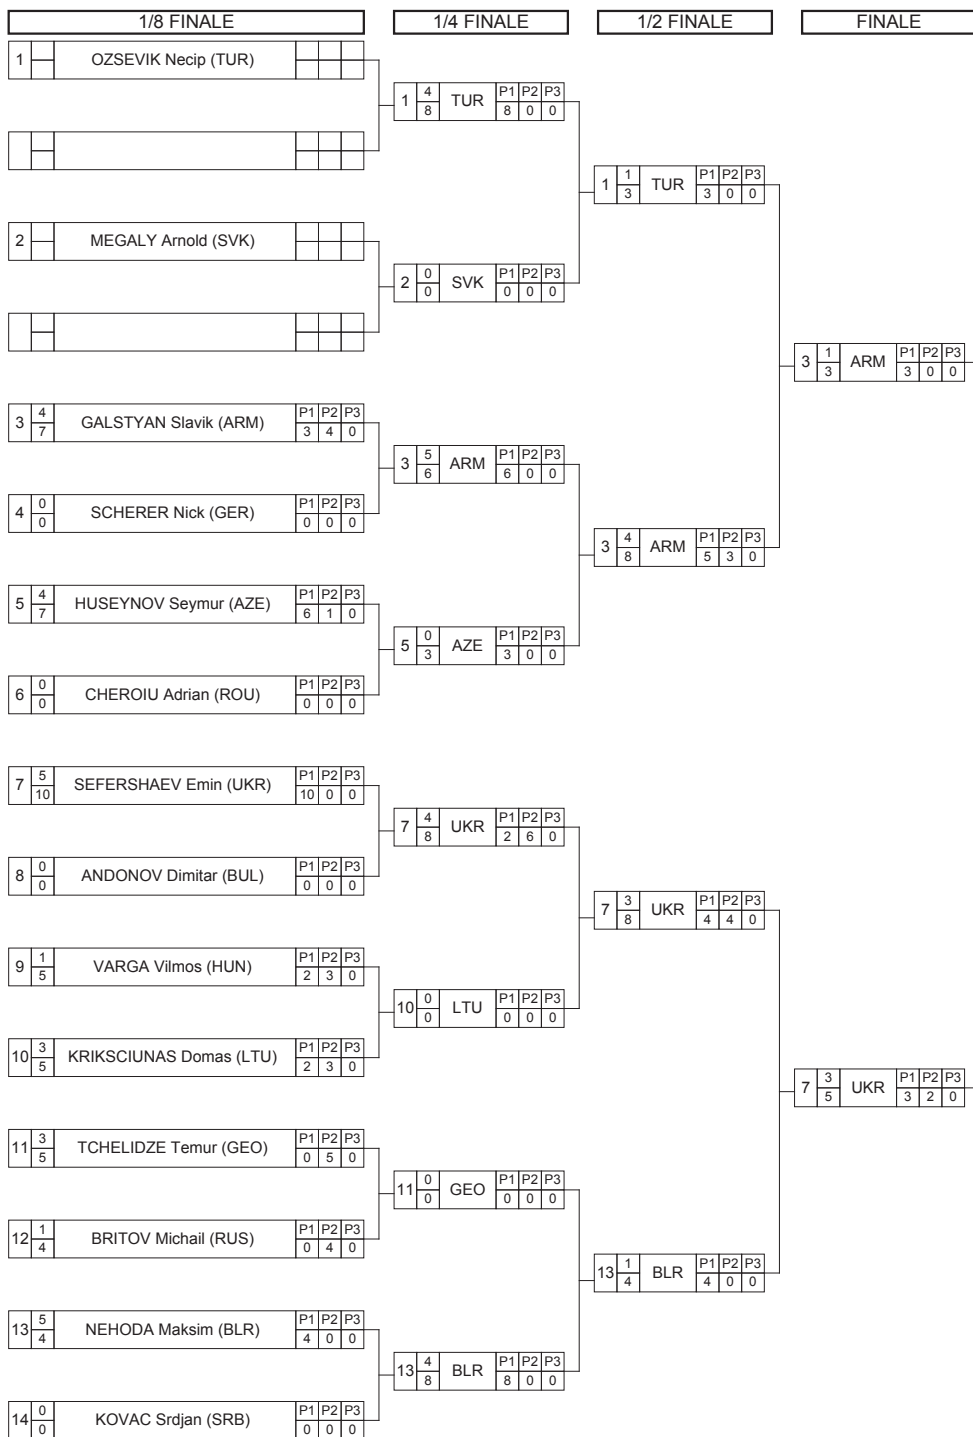 1/8 FINALE 1/4 FINALE 1/2 FINALE FINALE
1 OZSEVIK Necip (TUR)
1 4 8 TUR P1 P2 P3 8 0 0
1 1 3 TUR P1 P2 P3 3 0 0
2 MEGALY Arnold (SVK)
2 0 0 SVK P1 P2 P3 0 0 0
3 1 3 ARM P1 P2 P3 3 0 0
3 4 7 GALSTYAN Slavik (ARM) P1 P2 P3 3 4 0
3 5 6 ARM P1 P2 P3 6 0 0
4 0 0 SCHERER Nick (GER) P1 P2 P3 0 0 0
3 4 8 ARM P1 P2 P3 5 3 0
5 4 7 HUSEYNOV Seymur (AZE) P1 P2 P3 6 1 0
5 0 3 AZE P1 P2 P3 3 0 0
6 0 0 CHEROIU Adrian (ROU) P1 P2 P3 0 0 0
7 5 10 SEFERSHAEV Emin (UKR) P1 P2 P3 10 0 0
7 4 8 UKR P1 P2 P3 2 6 0
8 0 0 ANDONOV Dimitar (BUL) P1 P2 P3 0 0 0
7 3 8 UKR P1 P2 P3 4 4 0
9 1 5 VARGA Vilmos (HUN) P1 P2 P3 2 3 0
10 0 0 LTU P1 P2 P3 0 0 0
10 3 5 KRIKSCIUNAS Domas (LTU) P1 P2 P3 2 3 0
7 3 5 UKR P1 P2 P3 3 2 0
11 3 5 TCHELIDZE Temur (GEO) P1 P2 P3 0 5 0
11 0 0 GEO P1 P2 P3 0 0 0
12 1 4 BRITOV Michail (RUS) P1 P2 P3 0 4 0
13 1 4 BLR P1 P2 P3 4 0 0
13 5 4 NEHODA Maksim (BLR) P1 P2 P3 4 0 0
13 4 8 BLR P1 P2 P3 8 0 0
14 0 0 KOVAC Srdjan (SRB) P1 P2 P3 0 0 0